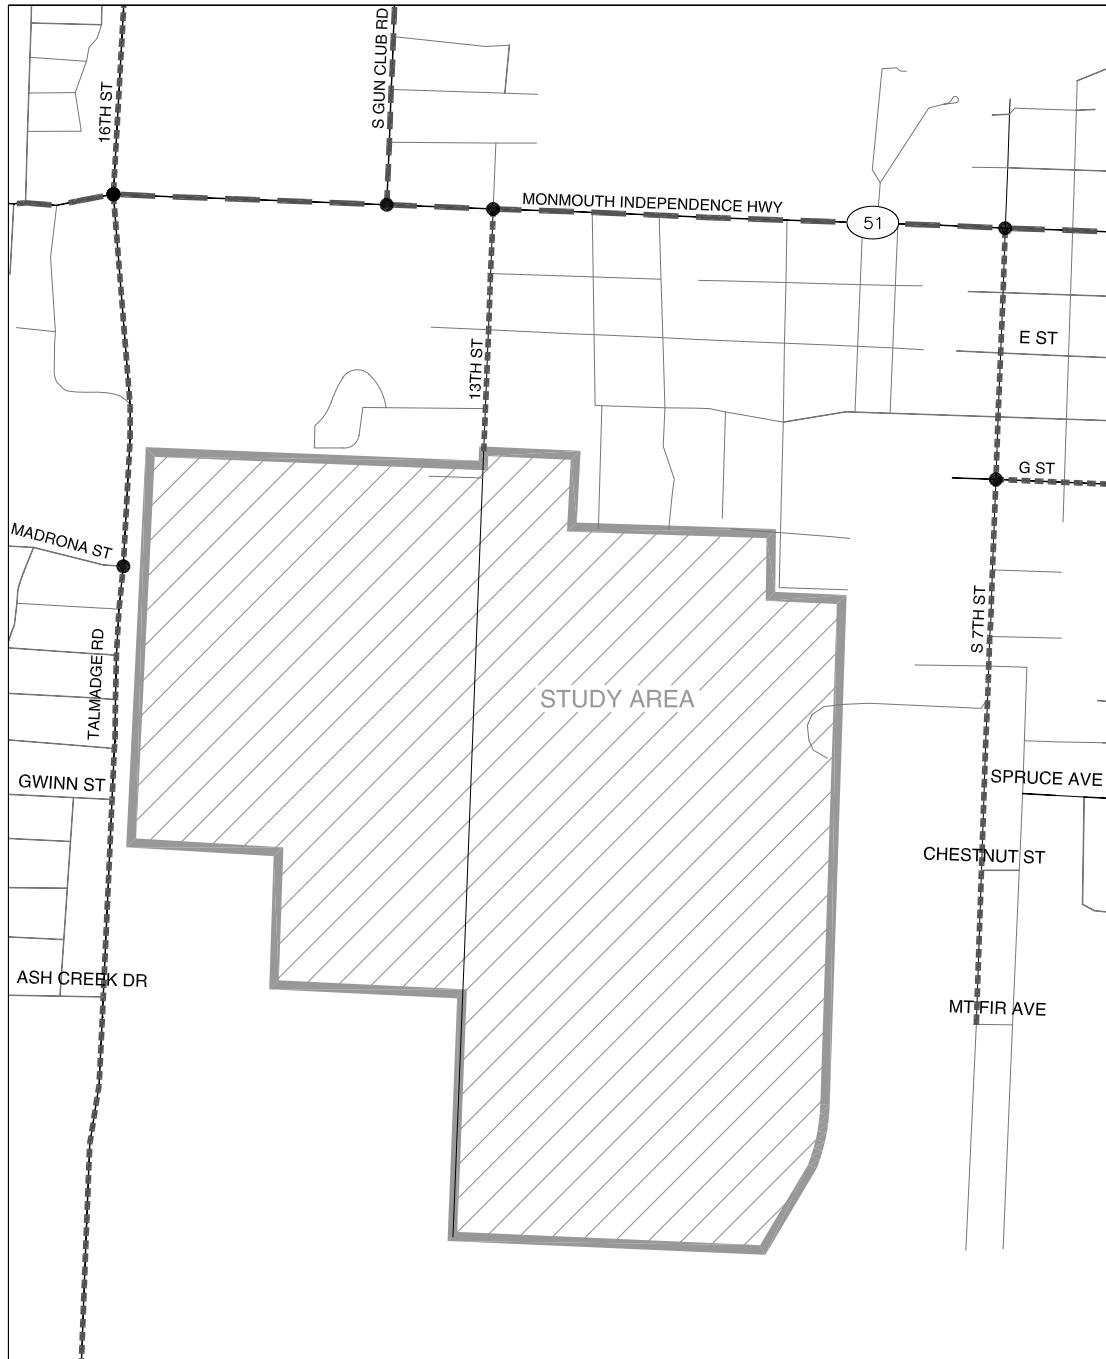 S GUN CLUB RD
16TH ST
MONMOUTH INDEPENDENCE HWY
51
E ST
13TH ST
G ST
MADRONA ST
S 7TH ST
TALMADGE RD
STUDY AREA
GWINN ST
SPRUCE AVE
CHESTNUT ST
ASH CREEK DR
MT FIR AVE